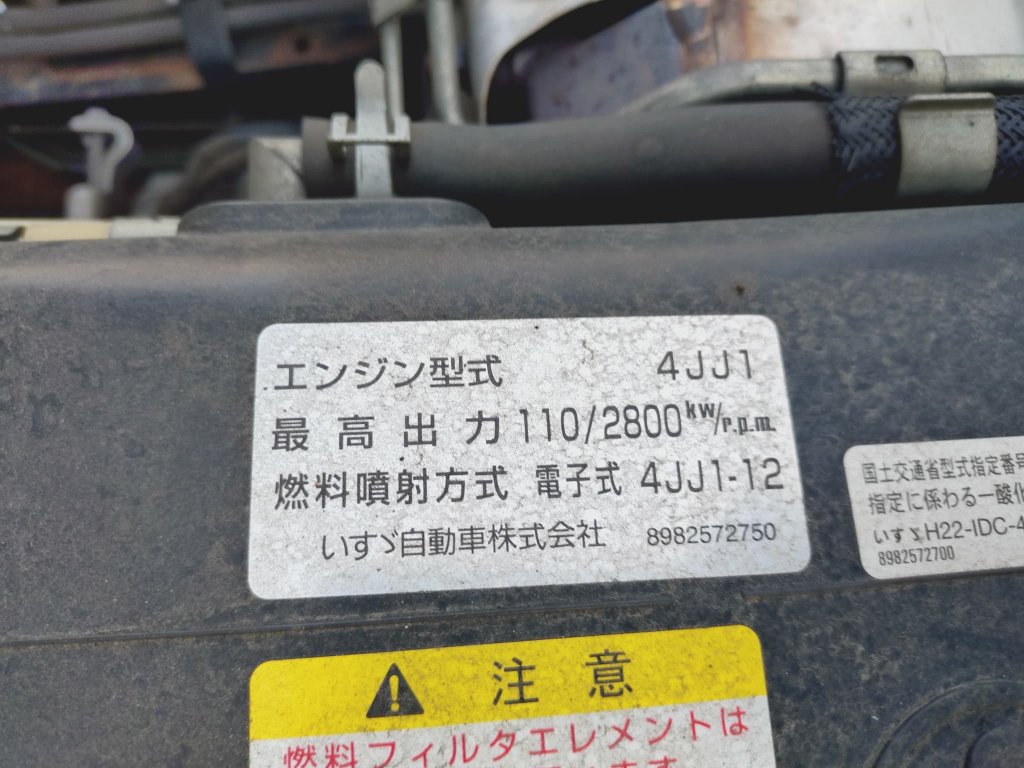 エンジン型式 4JJ1
最高出力 110/2800kw/r.p.m.
燃料噴射方式 電子式 4JJ1-12
いすゞ自動車株式会社 8982572750
国土交通省型式指定番号
指定に係わる一酸化
いすゞH22-IDC-4
8982572700
注意
燃料フィルタエレメントは